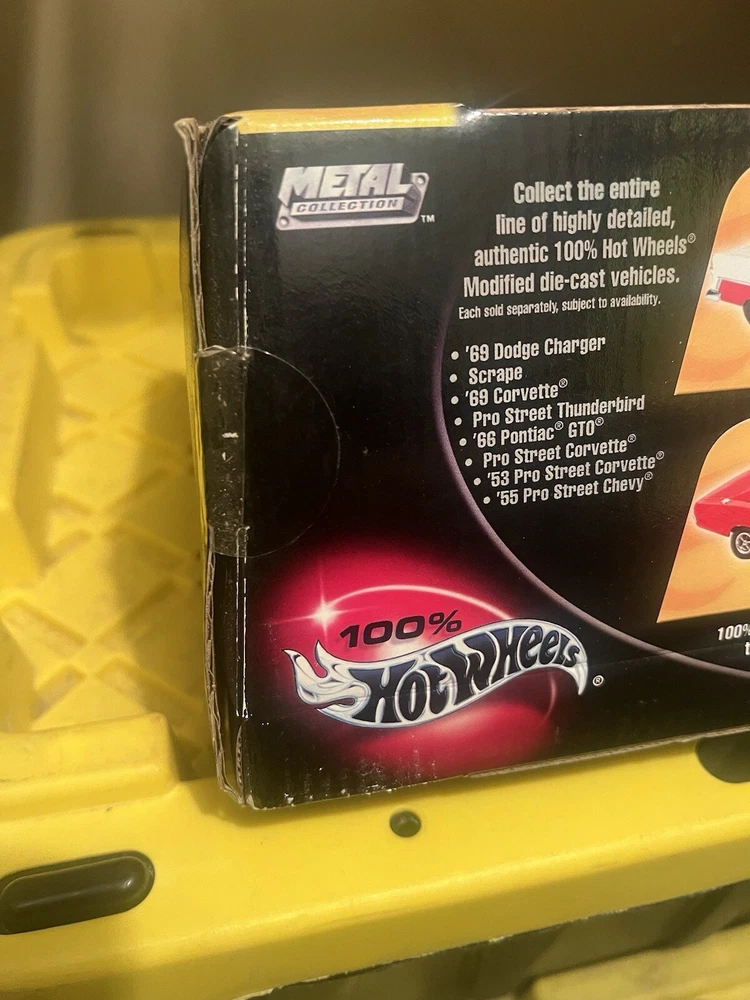 METAL
COLLECTION™
Collect the entire
line of highly detailed,
authentic 100% Hot Wheels®
Modified die-cast vehicles.
Each sold separately, subject to availability.
• '69 Dodge Charger
• Scrape
• '69 Corvette®
• Pro Street Thunderbird
• '66 Pontiac® GTO®
• Pro Street Corvette®
• '53 Pro Street Corvette®
• '55 Pro Street Chevy®
100%
Hot Wheels®
100%